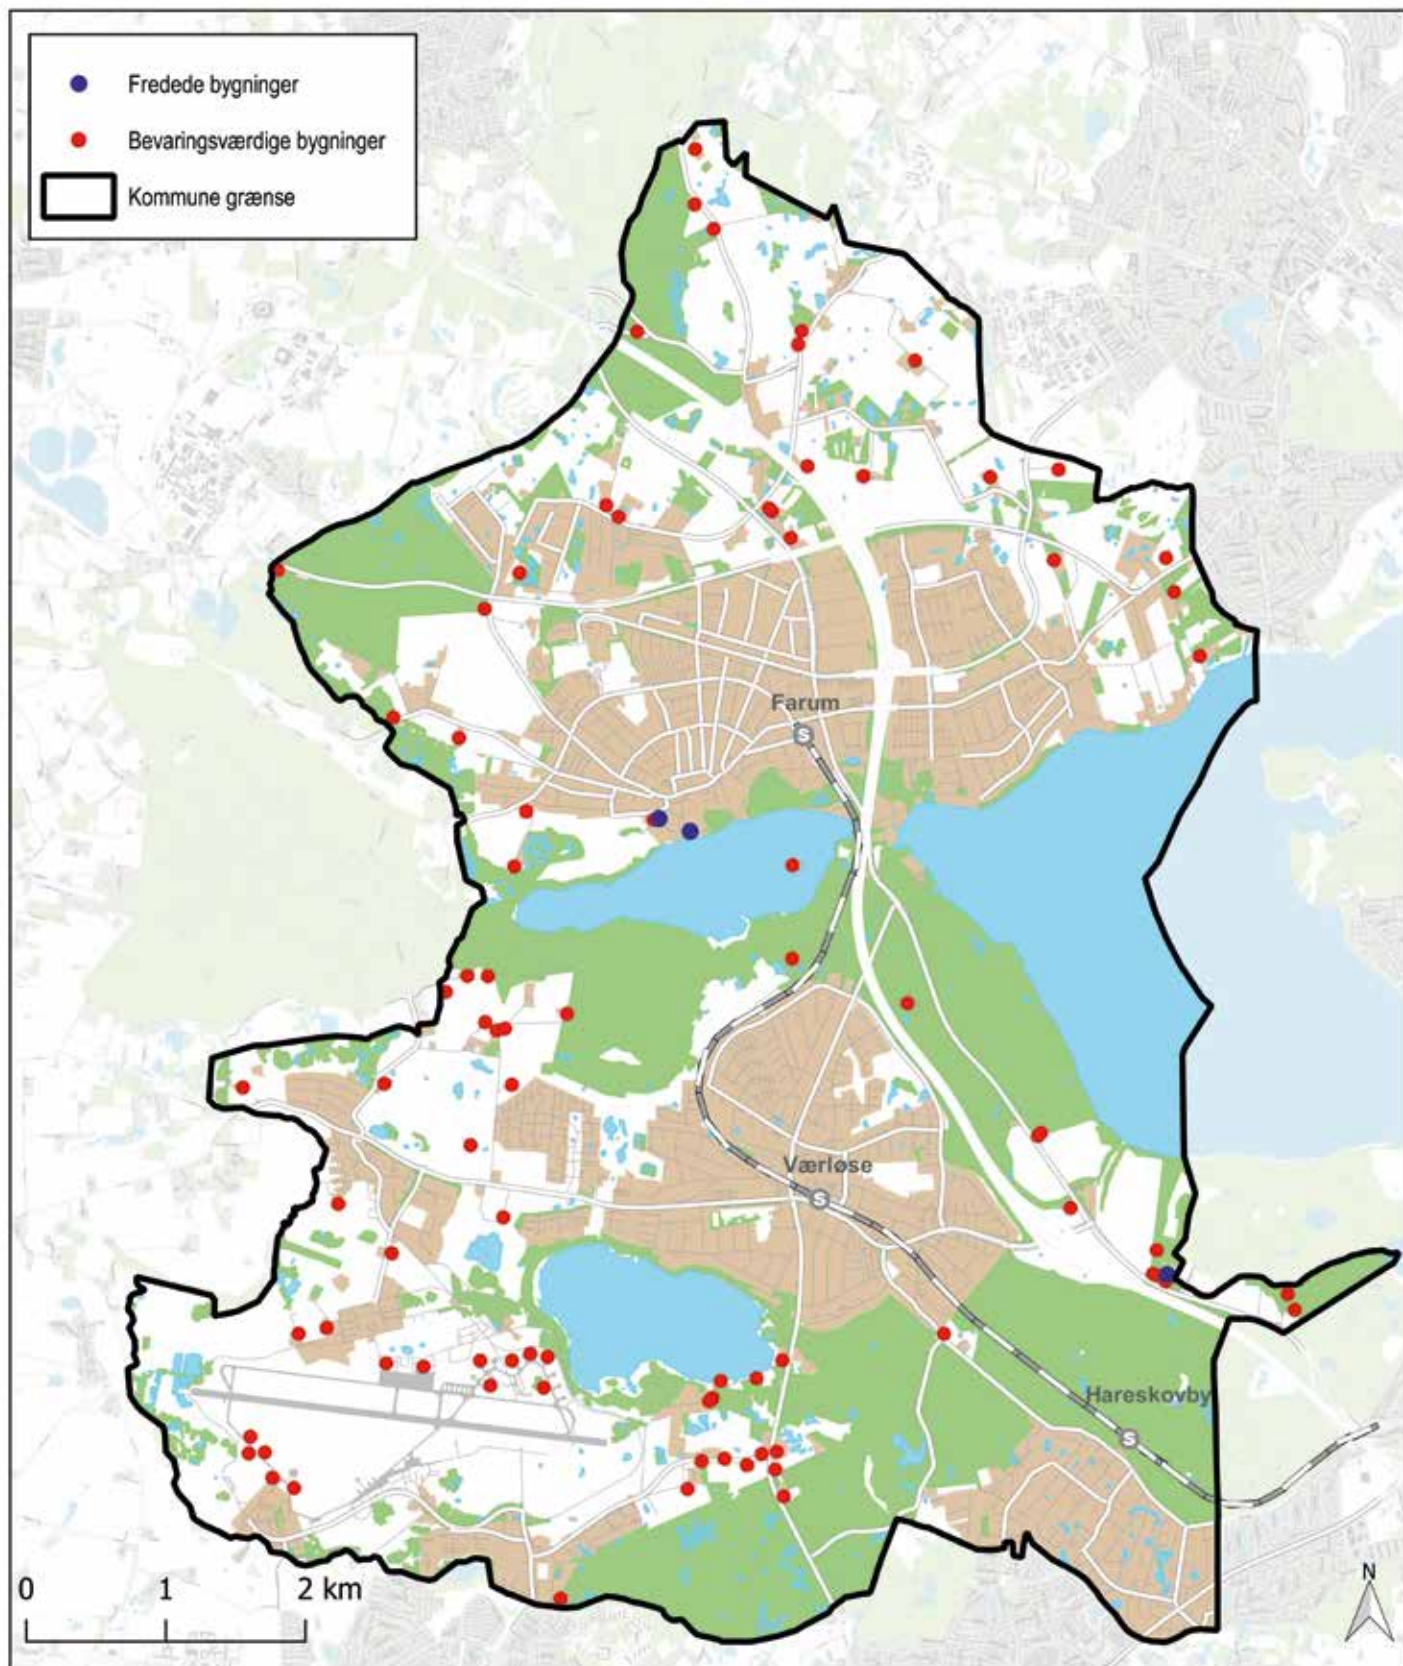 Fredede bygninger
Bevaringsværdige bygninger
Kommune grænse
Farum
S
Værløse
S
Hareskovby
S
0 1 2 km
N